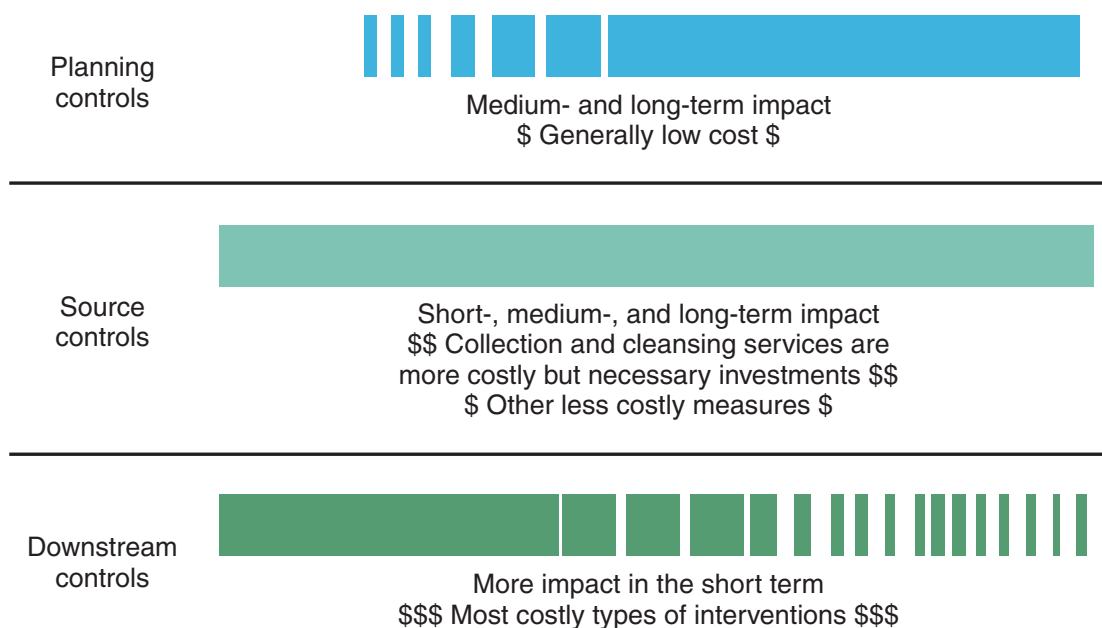 Planning
controls
Medium- and long-term impact
$ Generally low cost $
Source
controls
Short-, medium-, and long-term impact
$$ Collection and cleansing services are
more costly but necessary investments $$
$ Other less costly measures $
Downstream
controls
More impact in the short term
$$$ Most costly types of interventions $$$